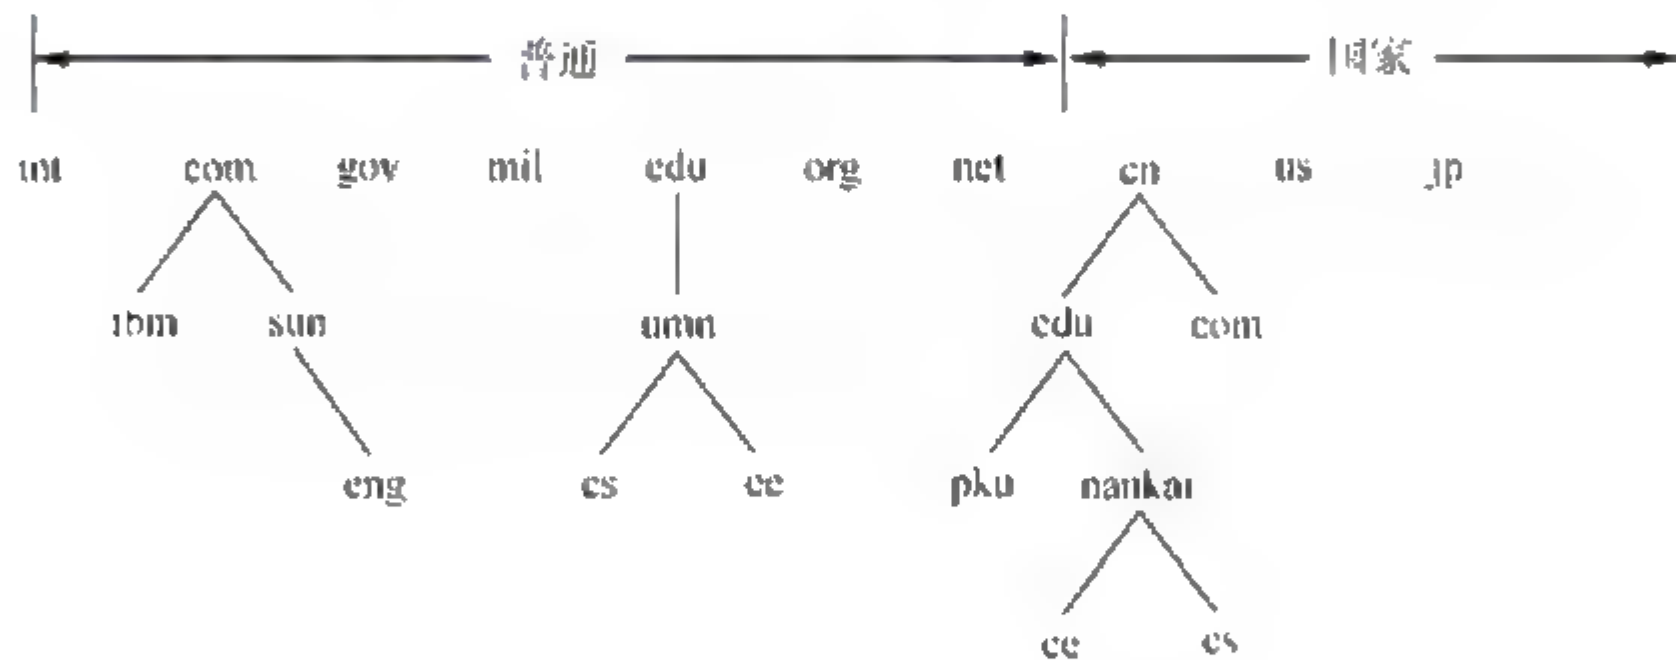 普通 国家
int com gov mil edu org net cn us jp
ibm sun umn edu com
eng cs ee pku nankai
ee cs